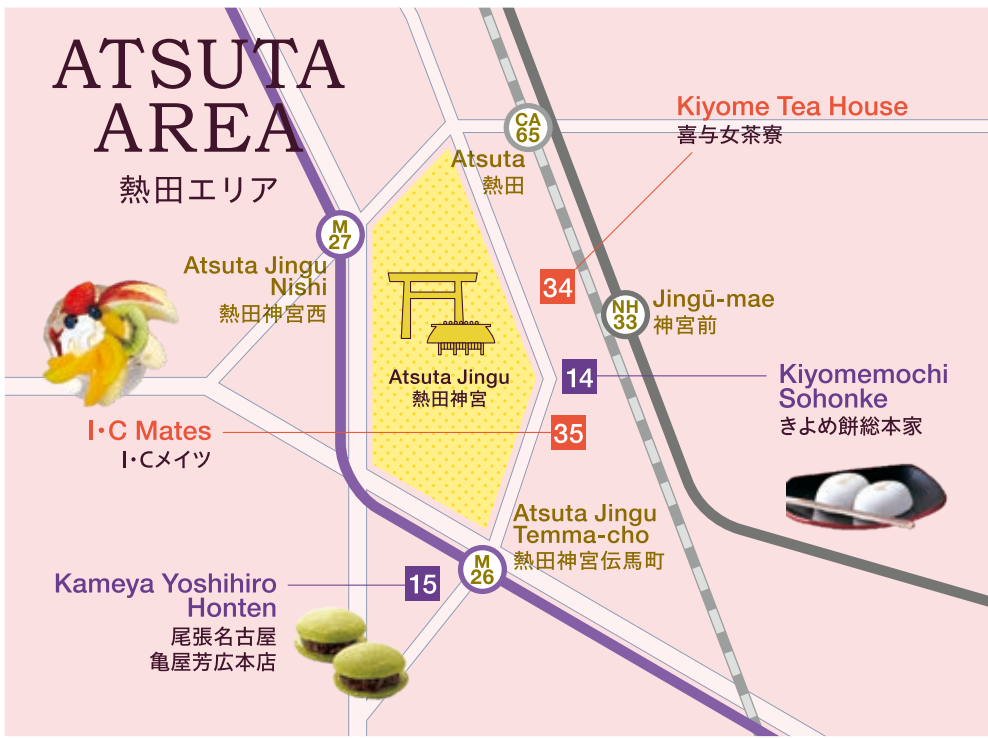 ATSUTA
AREA
熱田エリア
CA
65
Atsuta
熱田
Kiyome Tea House
喜与女茶寮
M
27
Atsuta Jingu
Nishi
熱田神宮西
34
NH
33
Jingū-mae
神宮前
Atsuta Jingu
熱田神宮
14
Kiyomemochi
Sohonke
きよめ餅総本家
I・C Mates
I・Cメイツ
35
Atsuta Jingu
Temma-cho
熱田神宮伝馬町
M
26
15
Kameya Yoshihiro
Honten
尾張名古屋
亀屋芳広本店